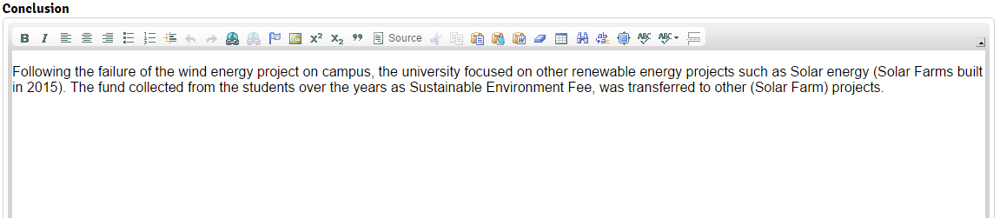 Conclusion
B I x² x₂ Source ABC ABC
Following the failure of the wind energy project on campus, the university focused on other renewable energy projects such as Solar energy (Solar Farms built
in 2015). The fund collected from the students over the years as Sustainable Environment Fee, was transferred to other (Solar Farm) projects.